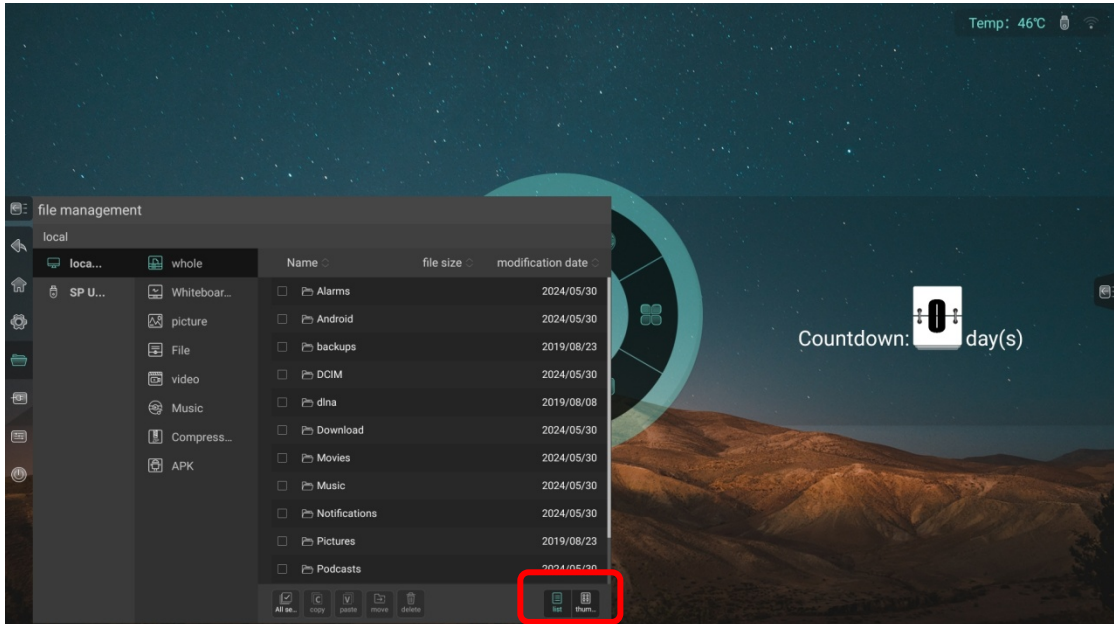 Temp: 46℃
file management
local
loca...
SP U...
whole
Whiteboar...
picture
File
video
Music
Compress...
APK
Name file size modification date
Alarms 2024/05/30
Android 2024/05/30
backups 2019/08/23
DCIM 2024/05/30
dlna 2019/08/08
Download 2024/05/30
Movies 2024/05/30
Music 2024/05/30
Notifications 2024/05/30
Pictures 2019/08/23
Podcasts 2024/05/30
All se... copy paste move delete list thum...
Countdown: 0 day(s)